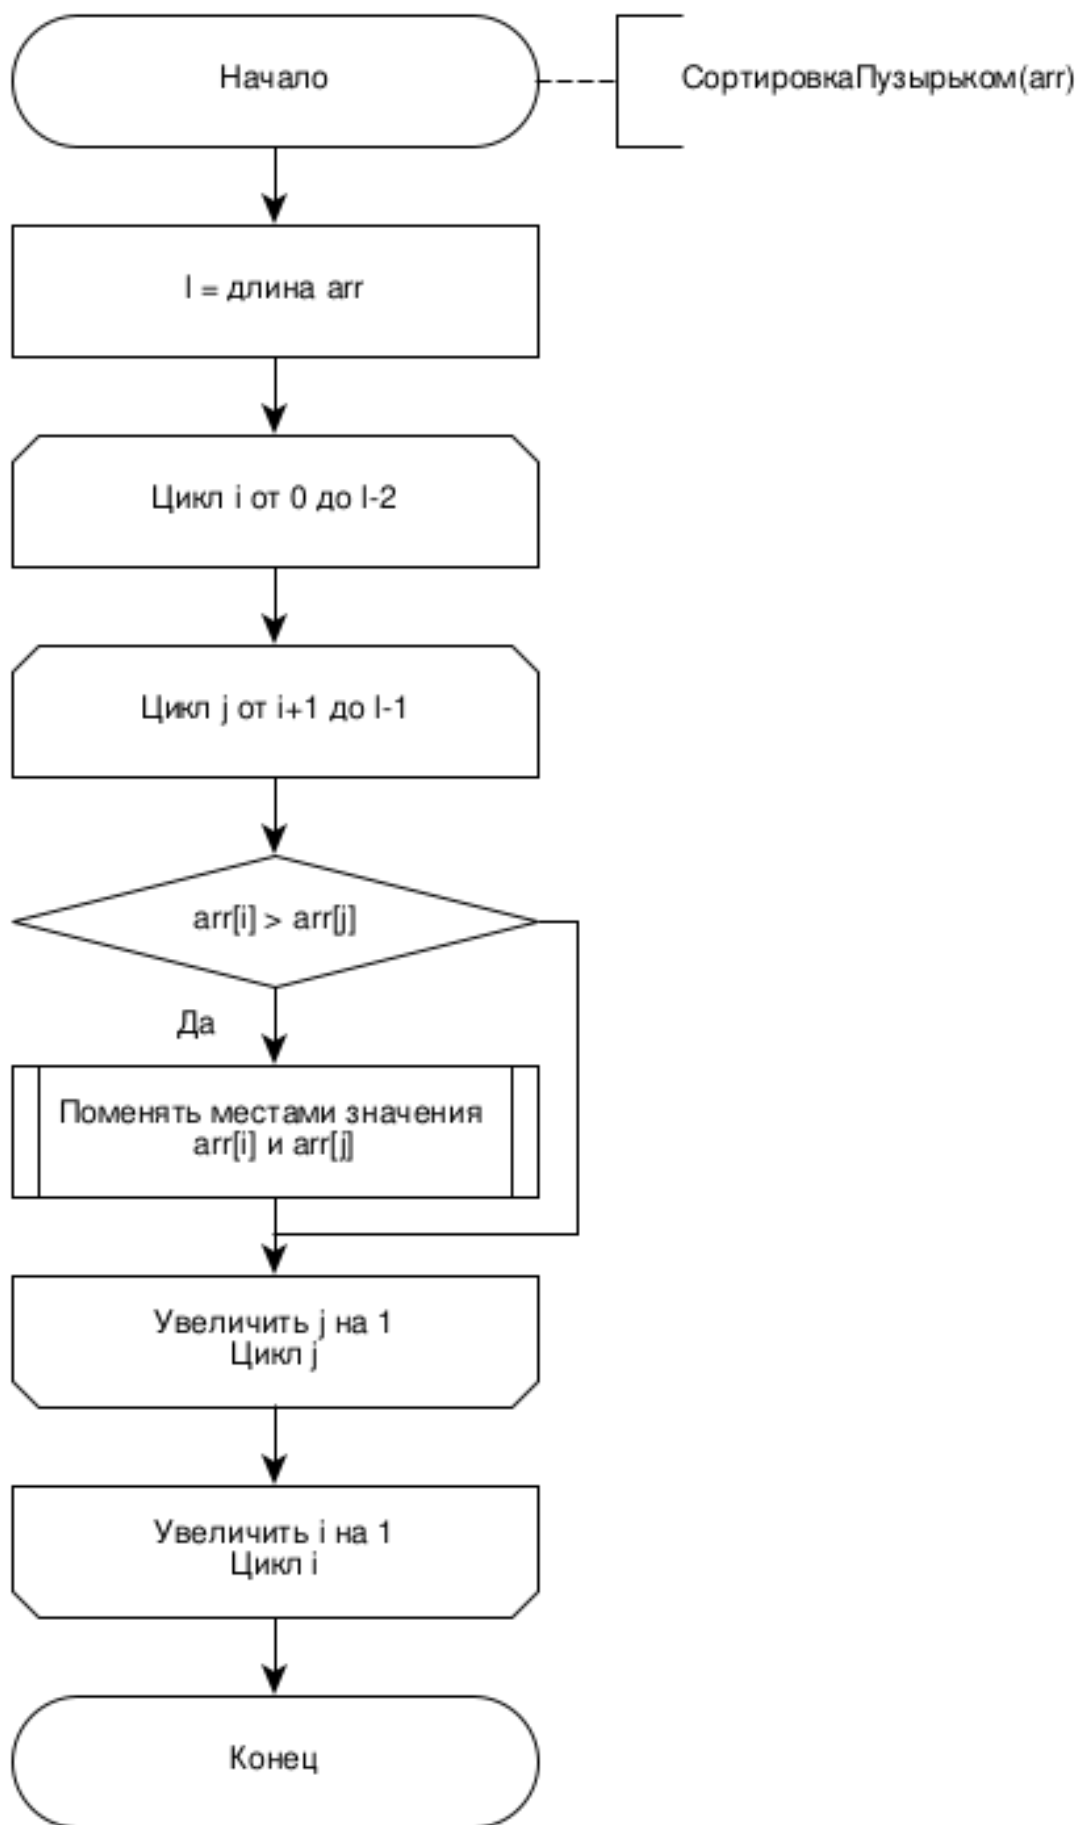 Начало
СортировкаПузырьком(arr)
l = длина arr
Цикл i от 0 до l-2
Цикл j от i+1 до l-1
arr[i] > arr[j]
Да
Поменять местами значения
arr[i] и arr[j]
Увеличить j на 1
Цикл j
Увеличить i на 1
Цикл i
Конец